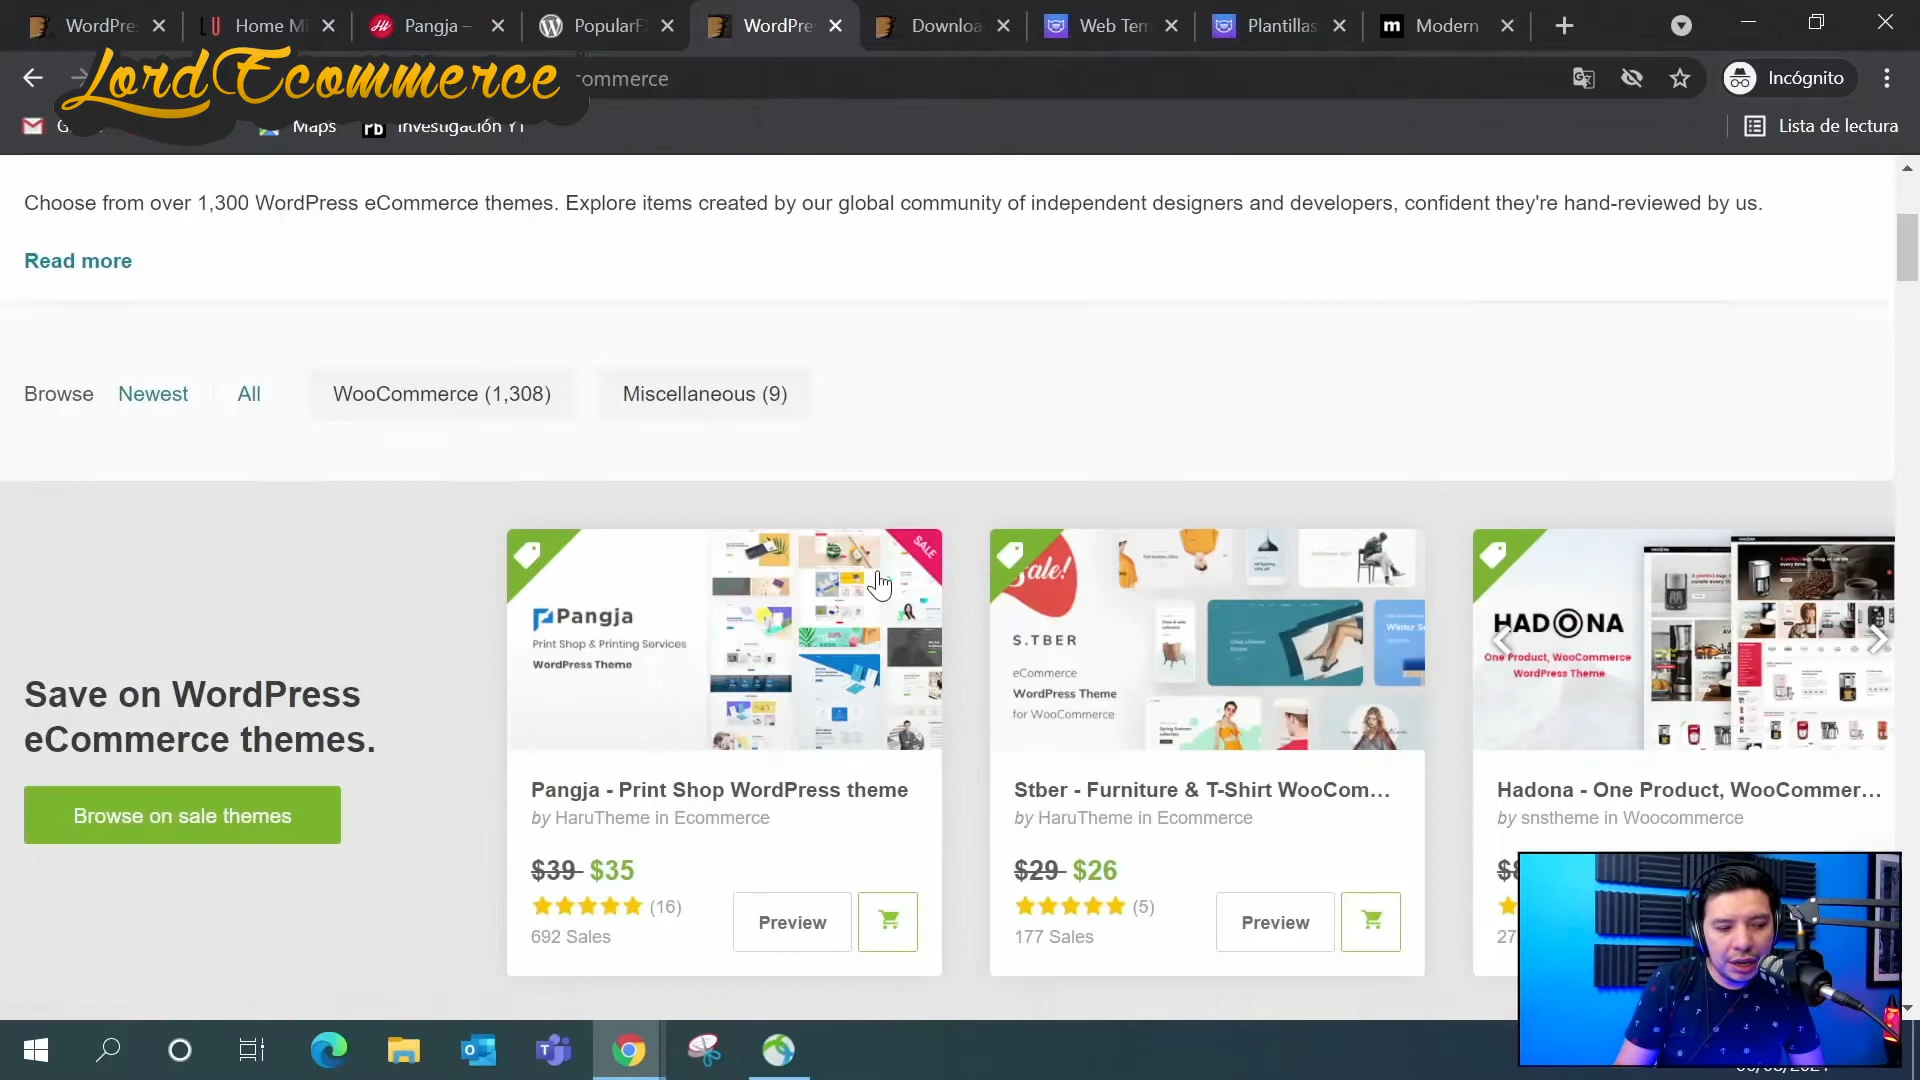 WordPre
Home Mi
Pangja –
PopularF
WordPre
Downloa
Web Tem
Plantillas
Modern
LordEcommerce
commerce
Incógnito
G
Maps
Investigación YT
Lista de lectura
Choose from over 1,300 WordPress eCommerce themes. Explore items created by our global community of independent designers and developers, confident they're hand-reviewed by us.
Read more
Browse Newest All WooCommerce (1,308) Miscellaneous (9)
Save on WordPress
eCommerce themes.
Browse on sale themes
SALE
Pangja
Print Shop & Printing Services
WordPress Theme
Pangja - Print Shop WordPress theme
by HaruTheme in Ecommerce
$39 $35
(16)
692 Sales
Preview
Sale!
S.TBER
eCommerce
WordPress Theme
for WooCommerce
Stber - Furniture & T-Shirt WooCom...
by HaruTheme in Ecommerce
$29 $26
(5)
177 Sales
Preview
HADONA
One Product, WooCommerce
WordPress Theme
Hadona - One Product, WooCommer...
by snstheme in Woocommerce